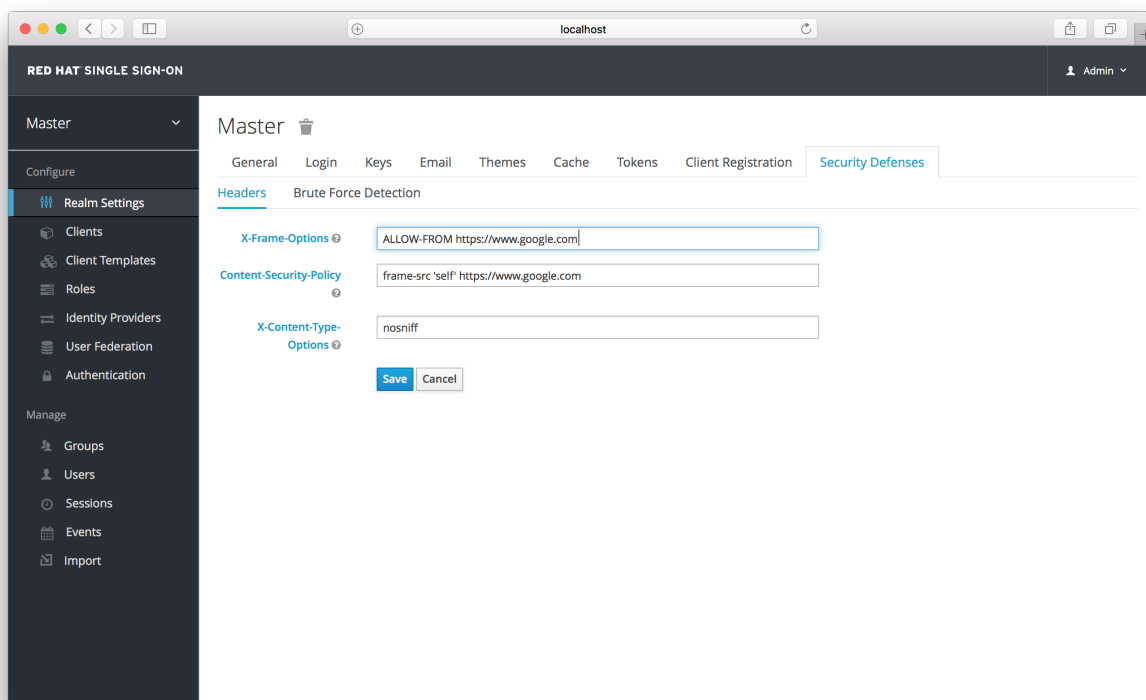 localhost
RED HAT SINGLE SIGN-ON
Admin
Master
Configure
Realm Settings
Clients
Client Templates
Roles
Identity Providers
User Federation
Authentication
Manage
Groups
Users
Sessions
Events
Import
Master
General Login Keys Email Themes Cache Tokens Client Registration Security Defenses
Headers Brute Force Detection
X-Frame-Options ALLOW-FROM https://www.google.com
Content-Security-Policy frame-src 'self' https://www.google.com
X-Content-Type- nosniff
Options
Save Cancel